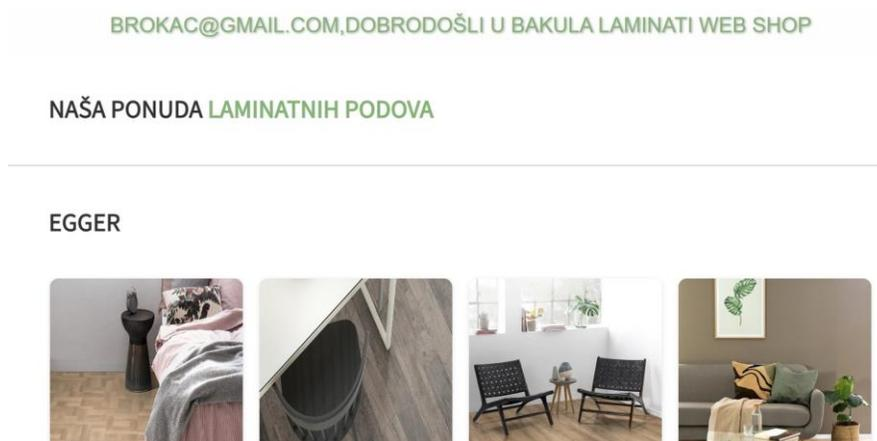 BROKAC@GMAIL.COM,DOBRODOŠLI U BAKULA LAMINATI WEB SHOP
NAŠA PONUDA LAMINATNIH PODOVA
EGGER